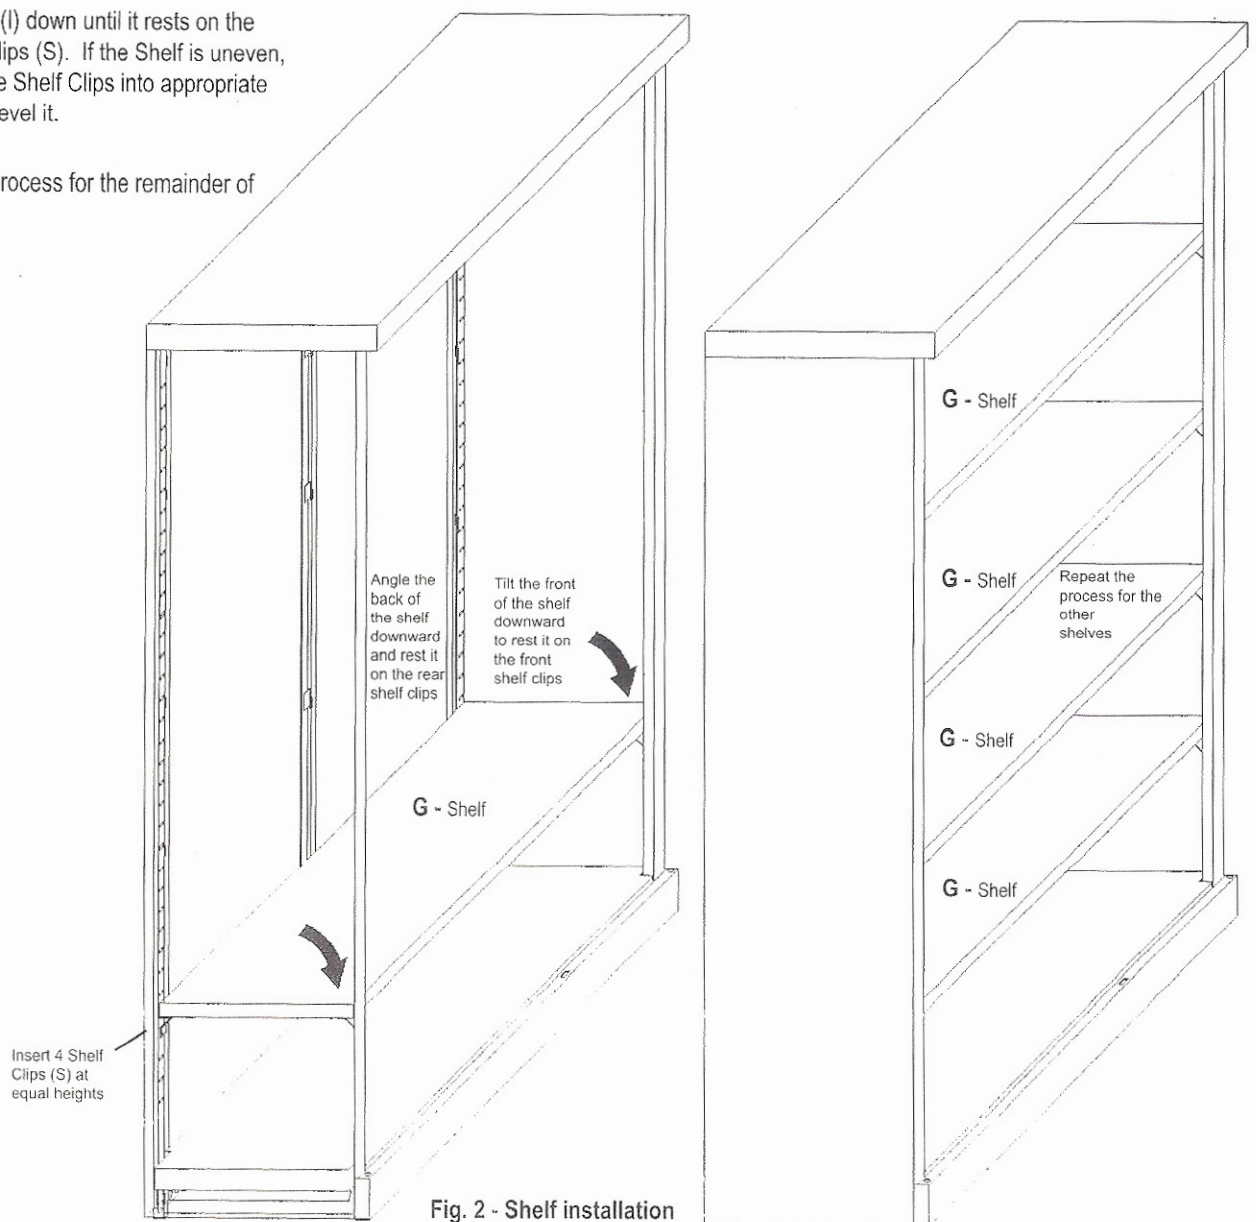 (I) down until it rests on the
lips (S). If the Shelf is uneven,
e Shelf Clips into appropriate
evel it.
rocess for the remainder of
Angle the
back of
the shelf
downward
and rest it
on the rear
shelf clips
Tilt the front
of the shelf
downward
to rest it on
the front
shelf clips
G - Shelf
Insert 4 Shelf
Clips (S) at
equal heights
G - Shelf
G - Shelf
Repeat the
process for the
other
shelves
G - Shelf
G - Shelf
Fig. 2 - Shelf installation